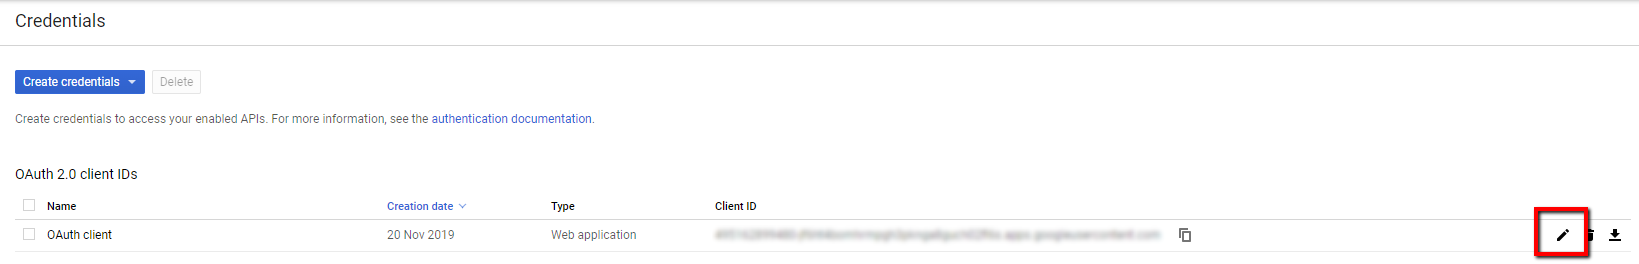 Credentials
Create credentials Delete
Create credentials to access your enabled APIs. For more information, see the authentication documentation.
OAuth 2.0 client IDs
Name Creation date Type Client ID
OAuth client 20 Nov 2019 Web application